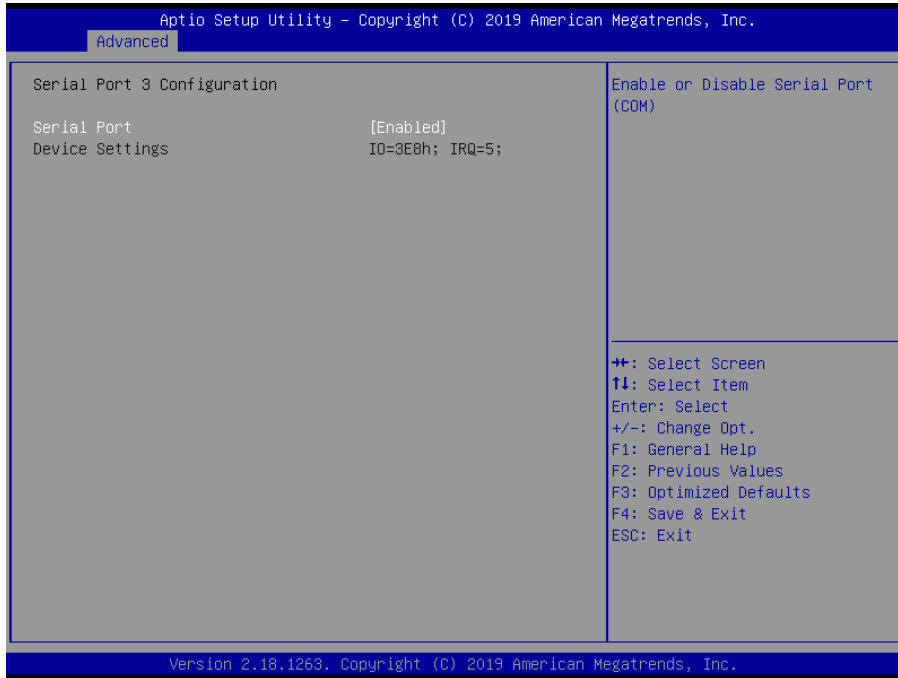 Aptio Setup Utility – Copyright (C) 2019 American Megatrends, Inc.
Advanced
Serial Port 3 Configuration
Serial Port [Enabled]
Device Settings IO=3E8h; IRQ=5;
Enable or Disable Serial Port
(COM)
→←: Select Screen
↑↓: Select Item
Enter: Select
+/-: Change Opt.
F1: General Help
F2: Previous Values
F3: Optimized Defaults
F4: Save & Exit
ESC: Exit
Version 2.18.1263. Copyright (C) 2019 American Megatrends, Inc.